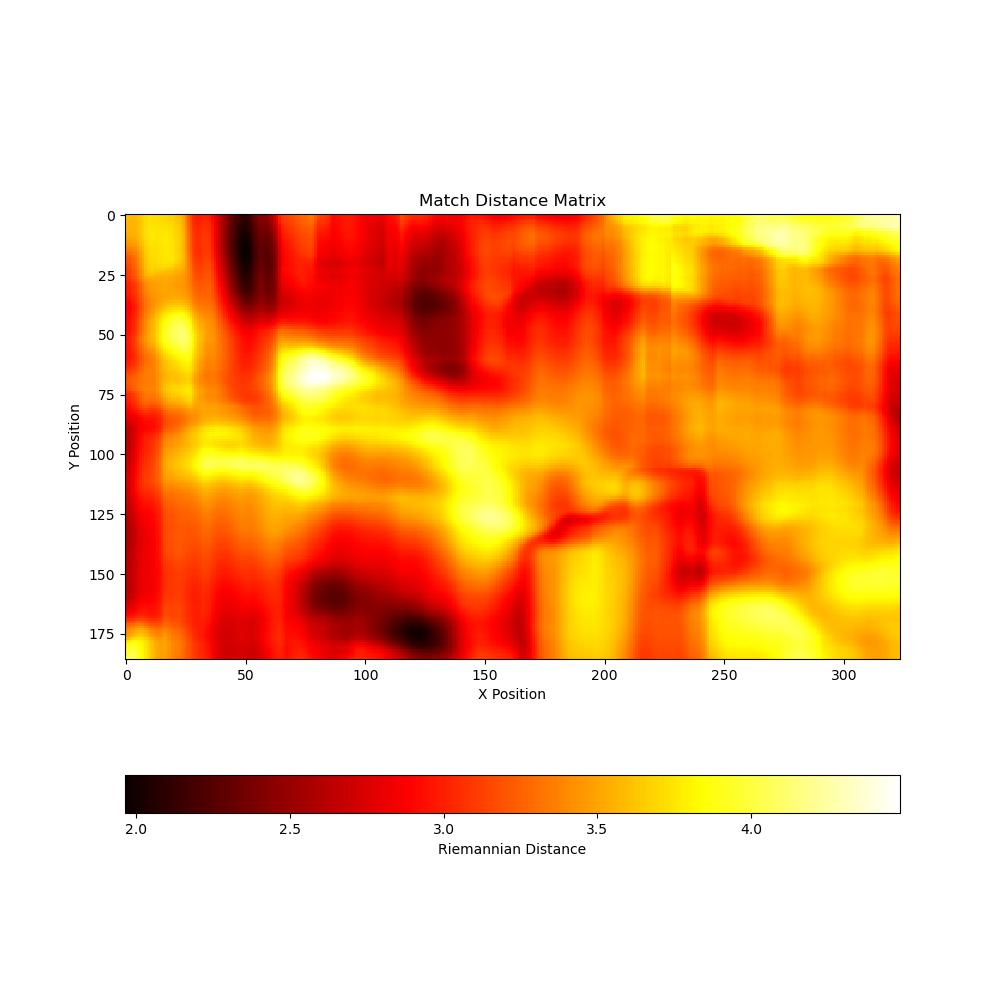 Match Distance Matrix
0
25
50
75
100
125
150
175
Y Position
0 50 100 150 200 250 300
X Position
2.0 2.5 3.0 3.5 4.0
Riemannian Distance